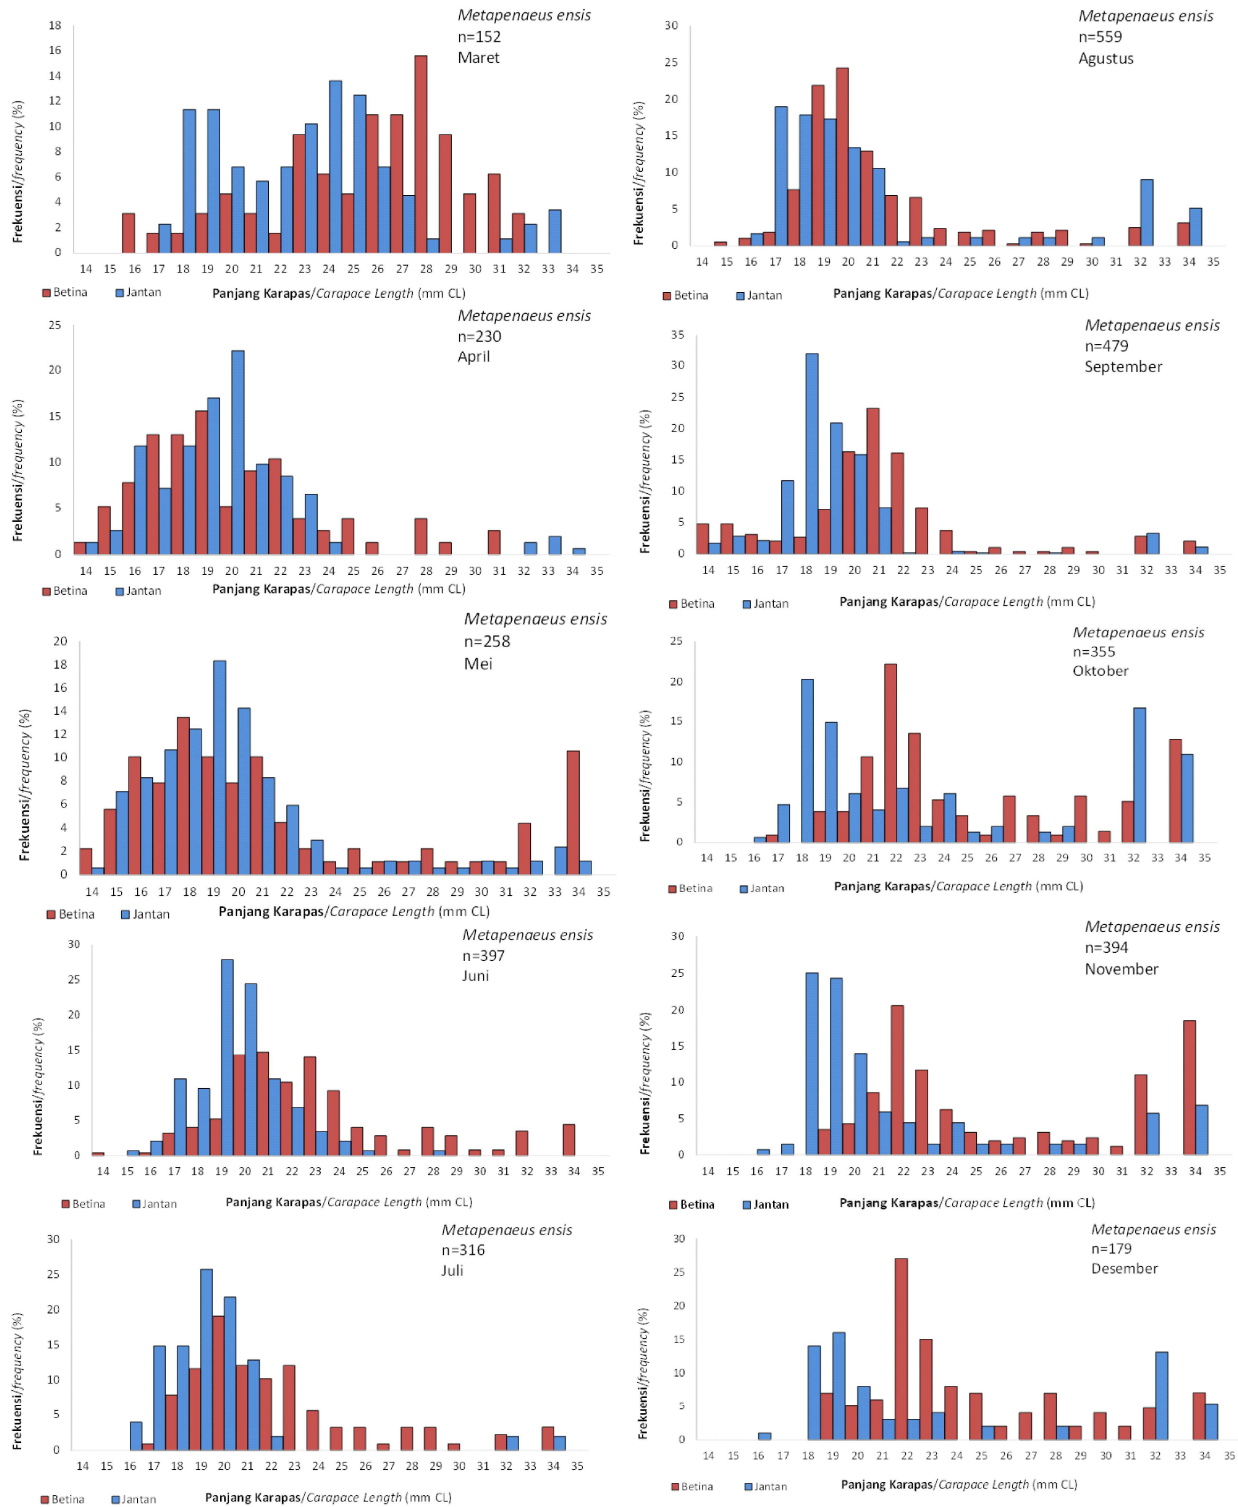 Metapenaeus ensis
n=152
Maret
Frekuensi/frequency (%)
18
16
14
12
10
8
6
4
2
0
14 15 16 17 18 19 20 21 22 23 24 25 26 27 28 29 30 31 32 33 34 35
Betina Jantan Panjang Karapas/Carapace Length (mm CL)
Metapenaeus ensis
n=230
April
Frekuensi/frequency (%)
25
20
15
10
5
0
14 15 16 17 18 19 20 21 22 23 24 25 26 27 28 29 30 31 32 33 34 35
Betina Jantan Panjang Karapas/Carapace Length (mm CL)
Metapenaeus ensis
n=258
Mei
Frekuensi/frequency (%)
20
18
16
14
12
10
8
6
4
2
0
14 15 16 17 18 19 20 21 22 23 24 25 26 27 28 29 30 31 32 33 34 35
Betina Jantan Panjang Karapas/Carapace Length (mm CL)
Metapenaeus ensis
n=397
Juni
Frekuensi/frequency (%)
30
25
20
15
10
5
0
14 15 16 17 18 19 20 21 22 23 24 25 26 27 28 29 30 31 32 33 34 35
Betina Jantan Panjang Karapas/Carapace Length (mm CL)
Metapenaeus ensis
n=316
Juli
Frekuensi/frequency (%)
30
25
20
15
10
5
0
14 15 16 17 18 19 20 21 22 23 24 25 26 27 28 29 30 31 32 33 34 35
Betina Jantan Panjang Karapas/Carapace Length (mm CL)
Metapenaeus ensis
n=559
Agustus
Frekuensi/frequency (%)
30
25
20
15
10
5
0
14 15 16 17 18 19 20 21 22 23 24 25 26 27 28 29 30 31 32 33 34 35
Betina Jantan Panjang Karapas/Carapace Length (mm CL)
Metapenaeus ensis
n=479
September
Frekuensi/frequency (%)
35
30
25
20
15
10
5
0
14 15 16 17 18 19 20 21 22 23 24 25 26 27 28 29 30 31 32 33 34 35
Betina Jantan Panjang Karapas/Carapace Length (mm CL)
Metapenaeus ensis
n=355
Oktober
Frekuensi/frequency (%)
25
20
15
10
5
0
14 15 16 17 18 19 20 21 22 23 24 25 26 27 28 29 30 31 32 33 34 35
Betina Jantan Panjang Karapas/Carapace Length (mm CL)
Metapenaeus ensis
n=394
November
Frekuensi/frequency (%)
30
25
20
15
10
5
0
14 15 16 17 18 19 20 21 22 23 24 25 26 27 28 29 30 31 32 33 34 35
Betina Jantan Panjang Karapas/Carapace Length (mm CL)
Metapenaeus ensis
n=179
Desember
Frekuensi/frequency (%)
30
25
20
15
10
5
0
14 15 16 17 18 19 20 21 22 23 24 25 26 27 28 29 30 31 32 33 34 35
Betina Jantan Panjang Karapas/Carapace Length (mm CL)